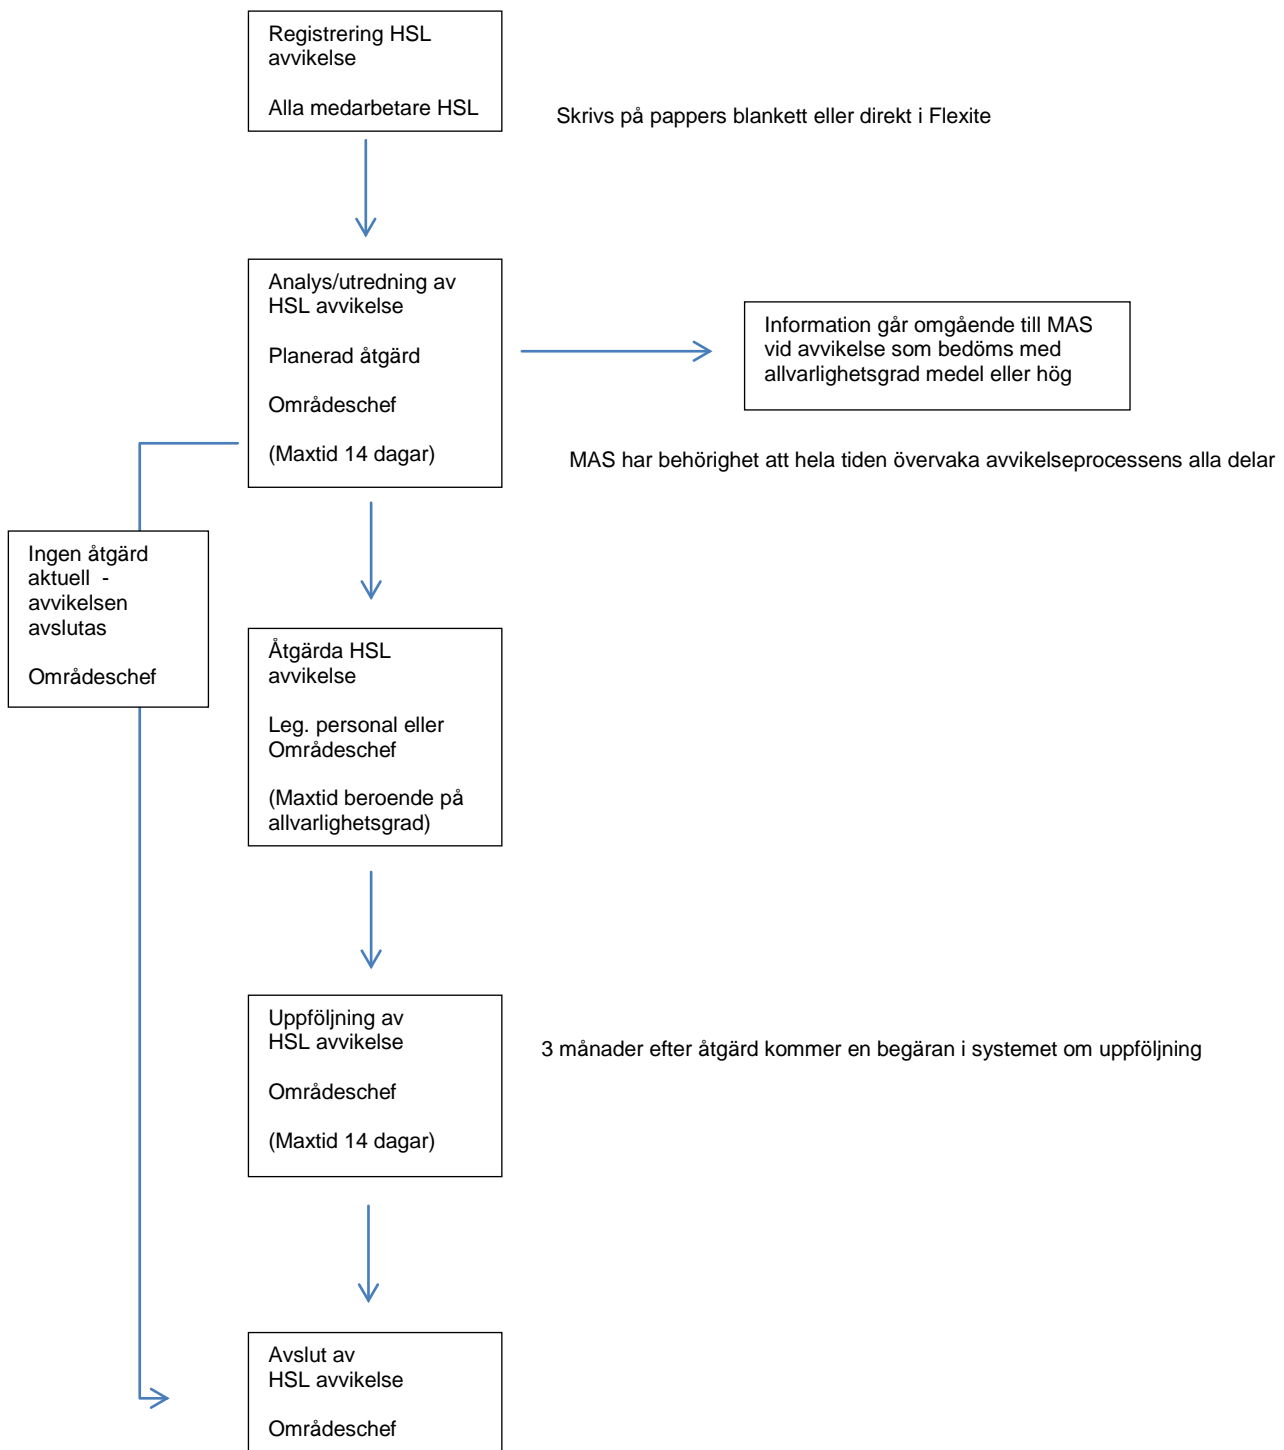 Registrering HSL
avvikelse
Alla medarbetare HSL
Skrivs på pappers blankett eller direkt i Flexite
Analys/utredning av
HSL avvikelse
Planerad åtgärd
Områdeschef
(Maxtid 14 dagar)
Information går omgående till MAS
vid avvikelse som bedöms med
allvarlighetsgrad medel eller hög
MAS har behörighet att hela tiden övervaka avvikelseprocessens alla delar
Ingen åtgärd
aktuell  -
avvikelsen
avslutas
Områdeschef
Åtgärda HSL
avvikelse
Leg. personal eller
Områdeschef
(Maxtid beroende på
allvarlighetsgrad)
Uppföljning av
HSL avvikelse
Områdeschef
(Maxtid 14 dagar)
3 månader efter åtgärd kommer en begäran i systemet om uppföljning
Avslut av
HSL avvikelse
Områdeschef